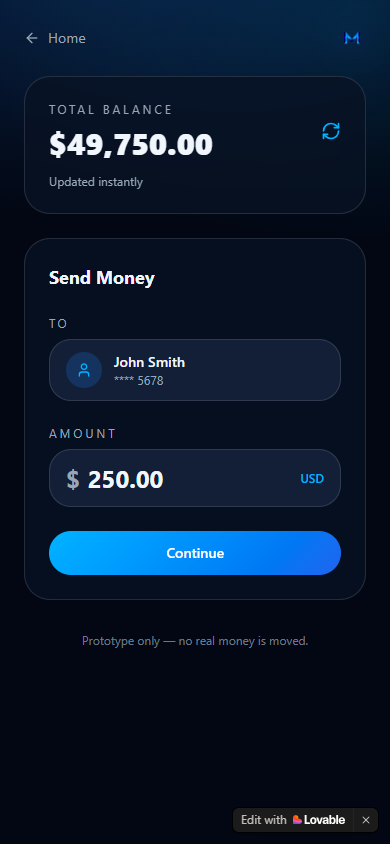 Home
TOTAL BALANCE
$49,750.00
Updated instantly
Send Money
TO
John Smith
**** 5678
AMOUNT
$ 250.00 USD
Continue
Prototype only — no real money is moved.
Edit with Lovable